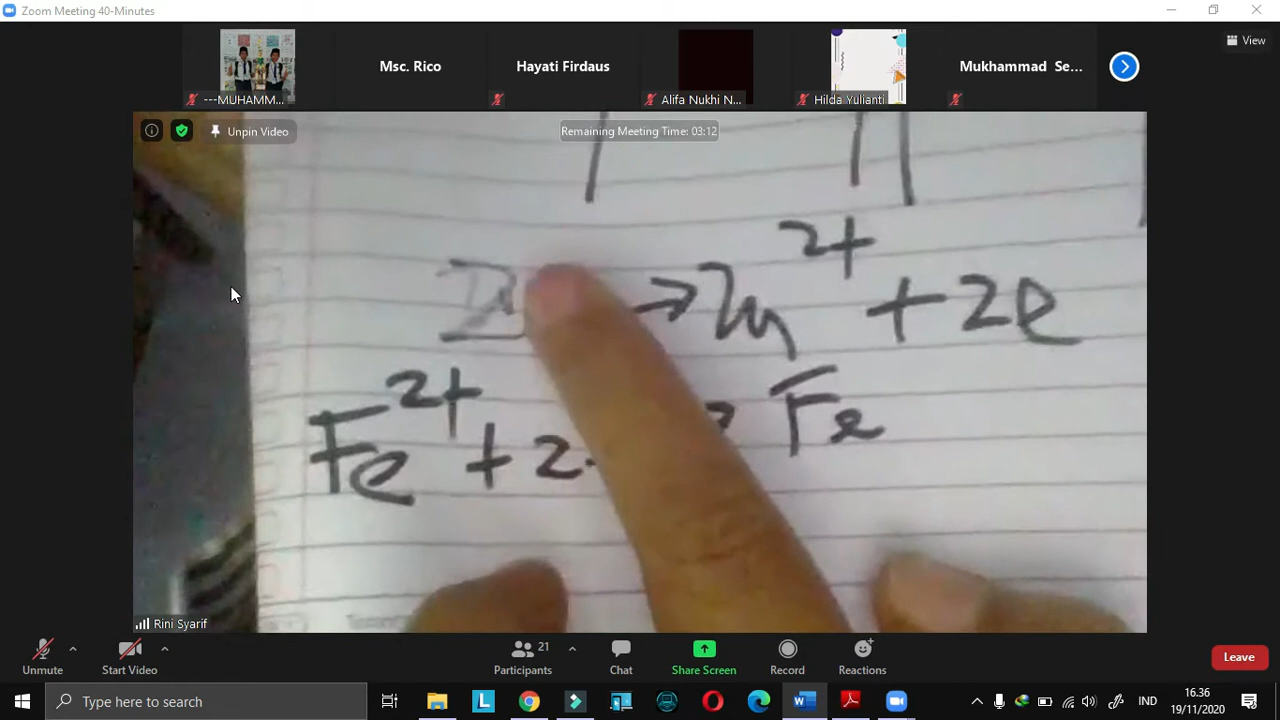 Zoom Meeting 40-Minutes
Msc. Rico
Hayati Firdaus
Mukhammad Se...
View
---MUHAMM...
Alifa Nukhi N...
Hilda Yulianti
Unpin Video
Remaining Meeting Time: 03:12
→ Zn²⁺ + 2e
Fe²⁺ + 2 Fe
Rini Syarif
21
Unmute
Start Video
Participants
Chat
Share Screen
Record
Reactions
Leave
Type here to search
IND
16.36
19/11/2020